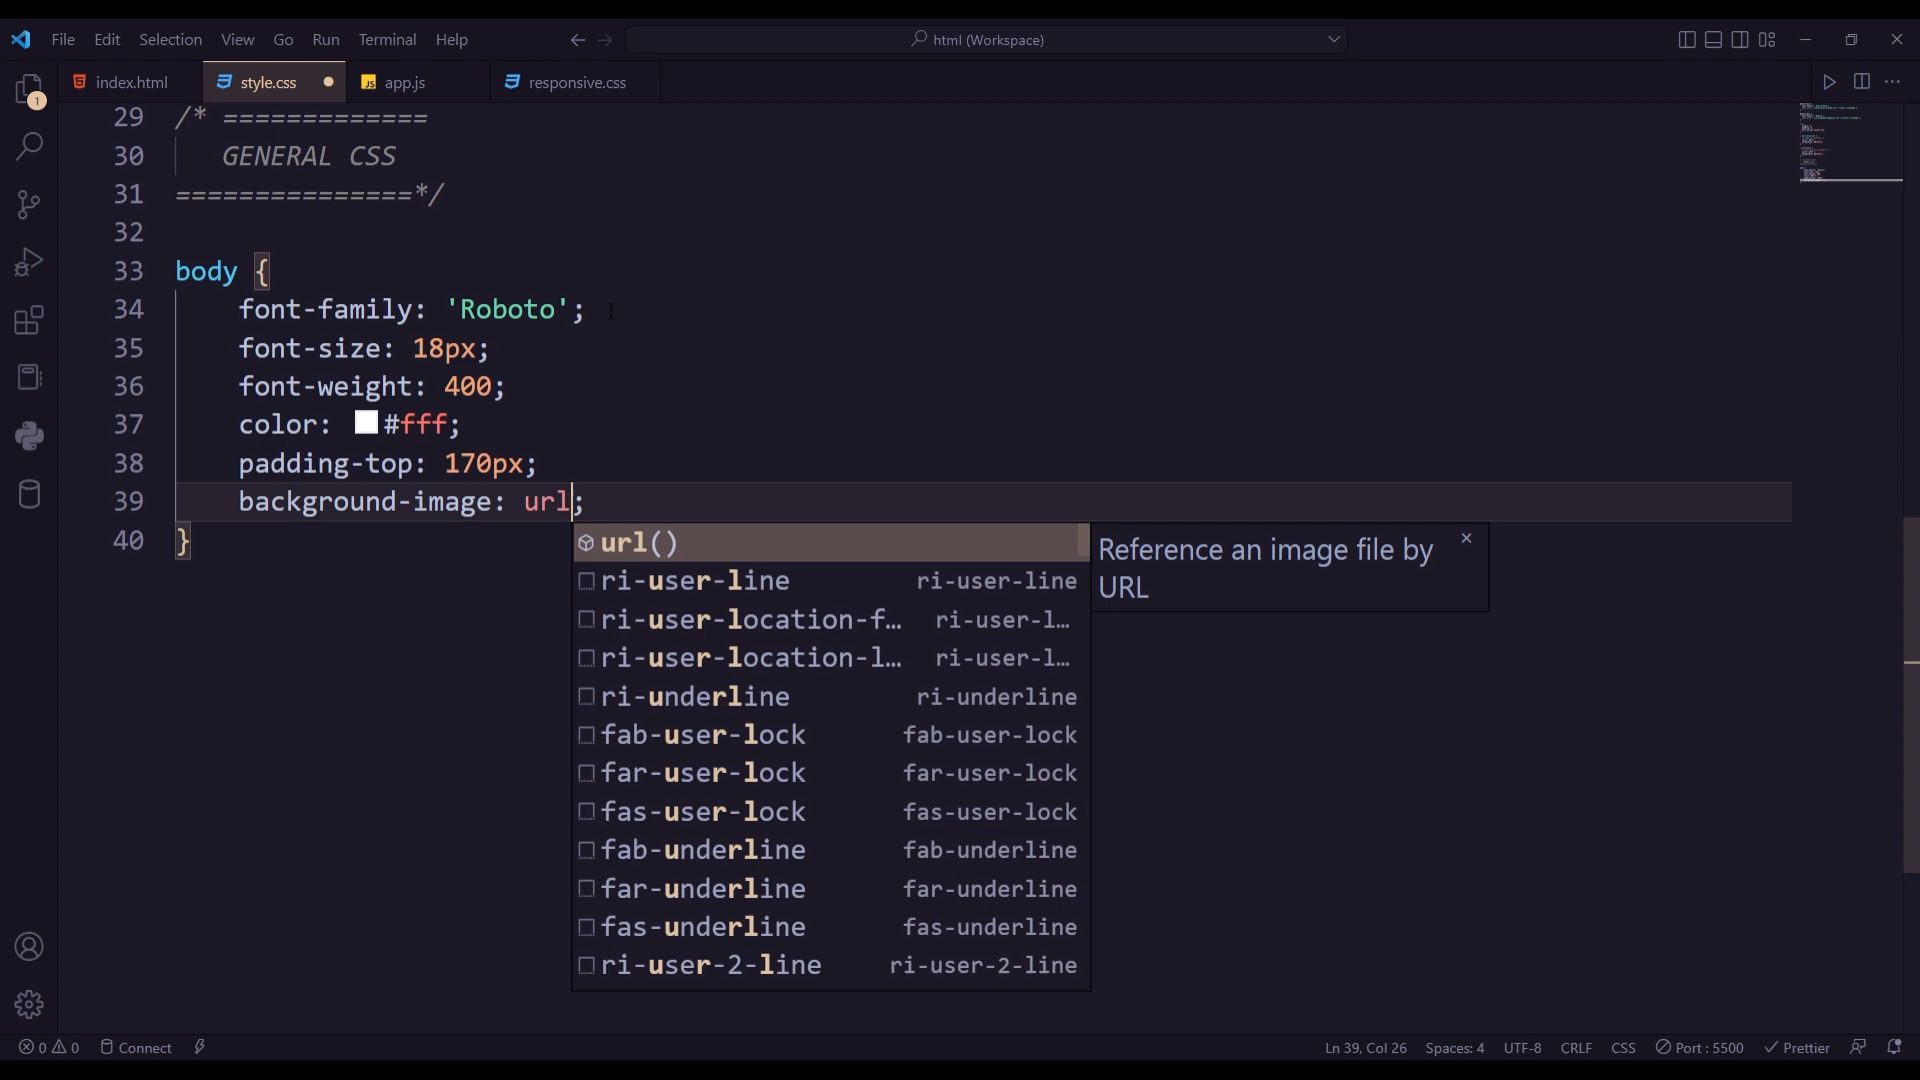 File Edit Selection View Go Run Terminal Help
html (Workspace)
1
index.html
style.css
JS app.js
responsive.css
29 /* =============
30 GENERAL CSS
31 ===============*/
32
33 body {
34 font-family: 'Roboto';
35 font-size: 18px;
36 font-weight: 400;
37 color: #fff;
38 padding-top: 170px;
39 background-image: url;
40 }
url()
Reference an image file by
URL
ri-user-line ri-user-line
ri-user-location-f… ri-user-l…
ri-user-location-l… ri-user-l…
ri-underline ri-underline
fab-user-lock fab-user-lock
far-user-lock far-user-lock
fas-user-lock fas-user-lock
fab-underline fab-underline
far-underline far-underline
fas-underline fas-underline
ri-user-2-line ri-user-2-line
0 0 Connect
Ln 39, Col 26 Spaces: 4 UTF-8 CRLF CSS Port : 5500 Prettier